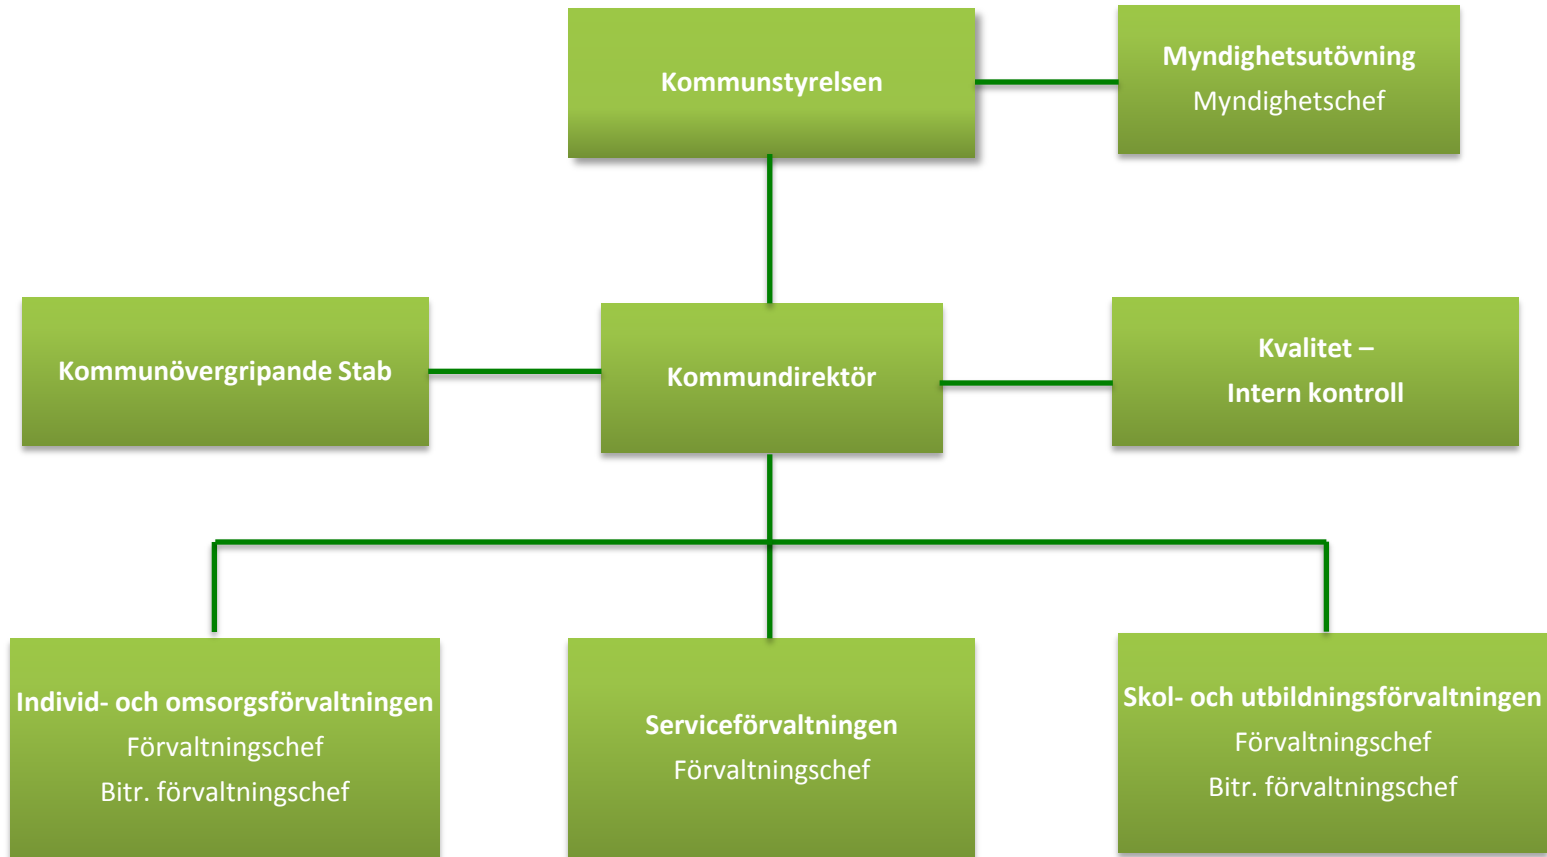 Kommunstyrelsen
Myndighetsutövning
Myndighetschef
Kommunövergripande Stab
Kommundirektör
Kvalitet –
Intern kontroll
Individ- och omsorgsförvaltningen
Förvaltningschef
Bitr. förvaltningschef
Serviceförvaltningen
Förvaltningschef
Skol- och utbildningsförvaltningen
Förvaltningschef
Bitr. förvaltningschef